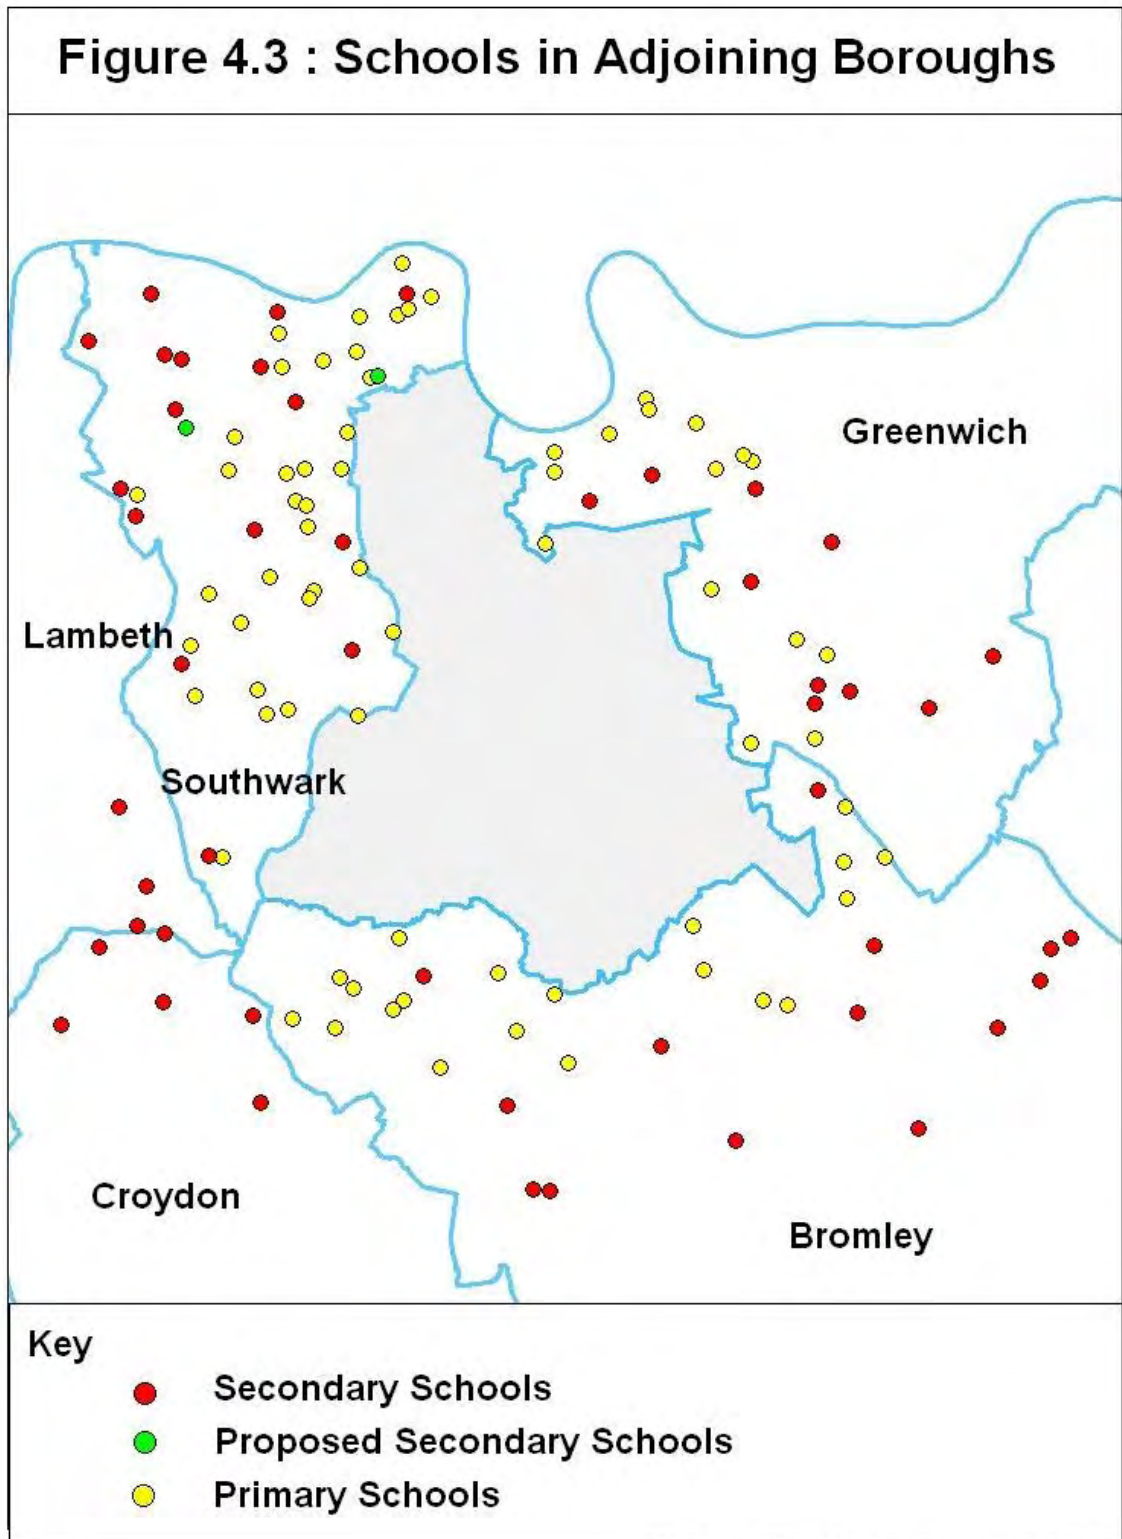 Figure 4.3 : Schools in Adjoining Boroughs
Greenwich
Lambeth
Southwark
Croydon
Bromley
Key
Secondary Schools
Proposed Secondary Schools
Primary Schools